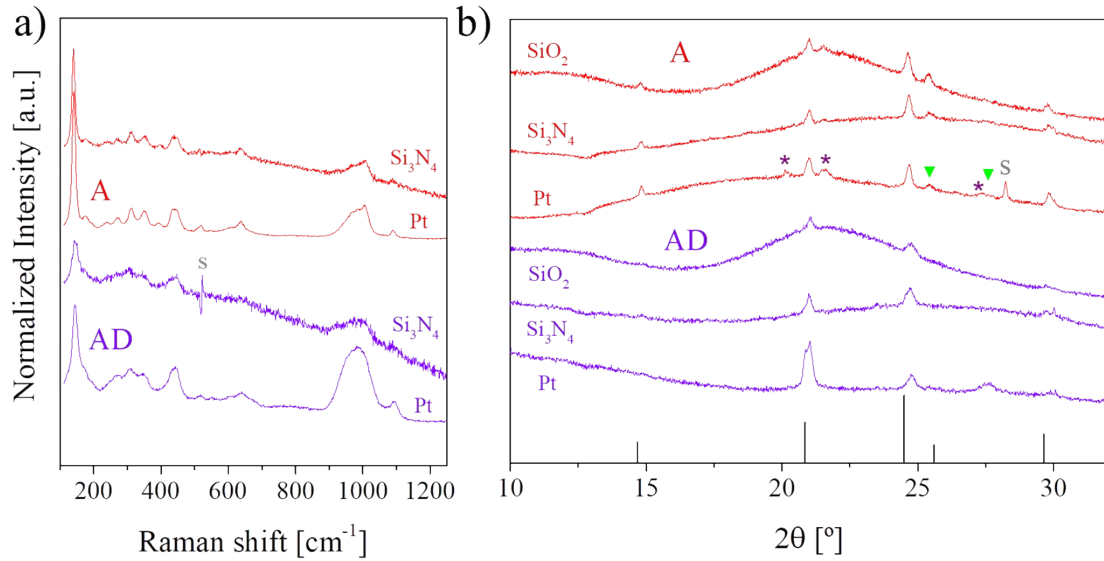 a)
Normalized Intensity [a.u.]
Si₃N₄
A
Pt
s
Si₃N₄
AD
Pt
200 400 600 800 1000 1200
Raman shift [cm⁻¹]
b)
SiO₂
A
Si₃N₄
* * * S
Pt
AD
SiO₂
Si₃N₄
Pt
10 15 20 25 30
2θ [º]